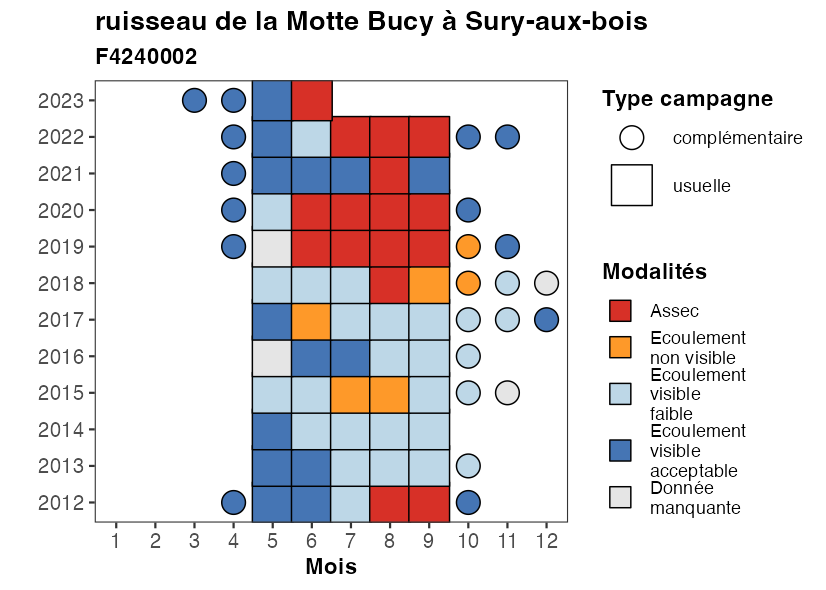 ruisseau de la Motte Bucy à Sury-aux-bois
F4240002
2023
2022
2021
2020
2019
2018
2017
2016
2015
2014
2013
2012
1 2 3 4 5 6 7 8 9 10 11 12
Mois
Type campagne
complémentaire
usuelle
Modalités
Assec
Ecoulement
non visible
Ecoulement
visible
faible
Ecoulement
visible
acceptable
Donnée
manquante